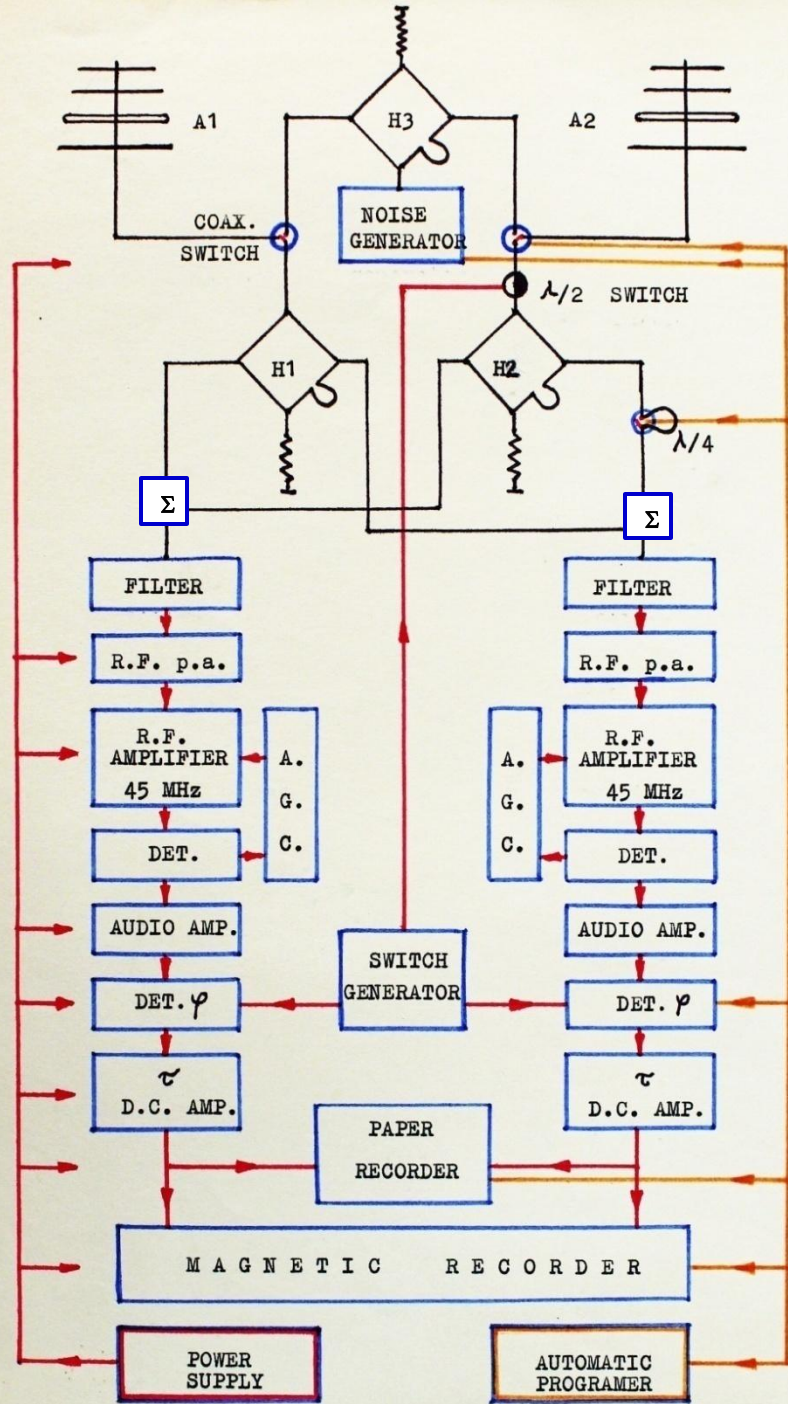 A1
H3
A2
COAX.
SWITCH
NOISE
GENERATOR
λ/2 SWITCH
H1
H2
λ/4
Σ
Σ
FILTER
FILTER
R.F. p.a.
R.F. p.a.
R.F.
AMPLIFIER
45 MHz
A.
G.
C.
A.
G.
C.
R.F.
AMPLIFIER
45 MHz
DET.
DET.
AUDIO AMP.
AUDIO AMP.
SWITCH
GENERATOR
DET. φ
DET. φ
τ
D.C. AMP.
τ
D.C. AMP.
PAPER
RECORDER
MAGNETIC RECORDER
POWER
SUPPLY
AUTOMATIC
PROGRAMER